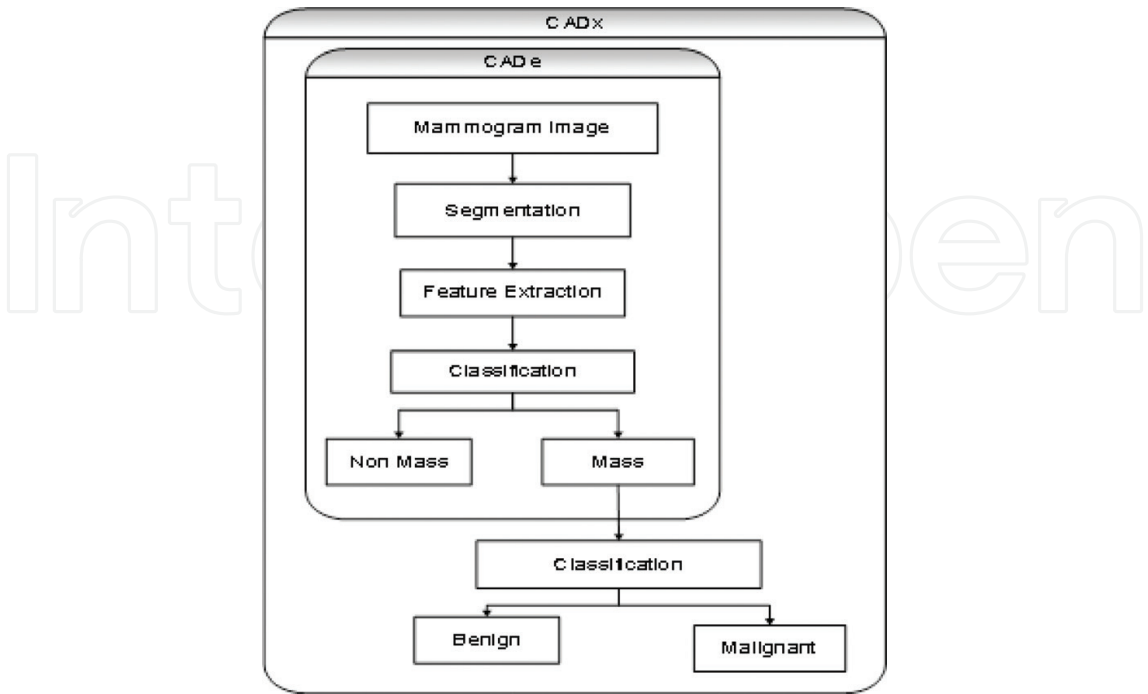 CADx
CADe
Mammogram Image
Segmentation
Feature Extraction
Classification
Non Mass
Mass
Classification
Benign
Malignant